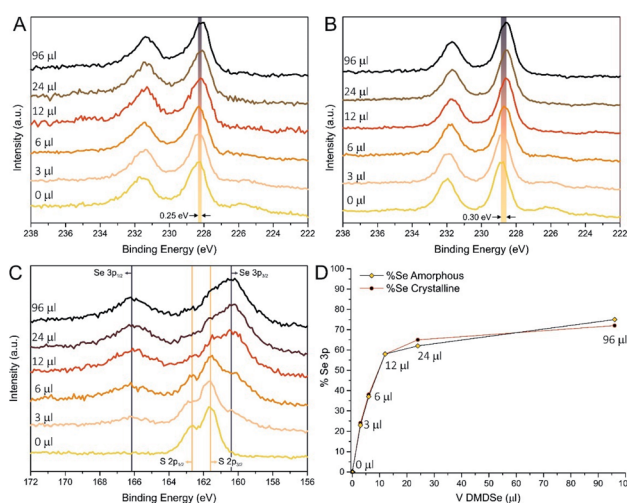 A
96 µl
24 µl
12 µl
6 µl
3 µl
0 µl
0.25 eV
238 236 234 232 230 228 226 224 222
Binding Energy (eV)
Intensity (a.u.)
B
96 µl
24 µl
12 µl
6 µl
3 µl
0 µl
0.30 eV
238 236 234 232 230 228 226 224 222
Binding Energy (eV)
Intensity (a.u.)
C
Se 3p1/2
Se 3p3/2
96 µl
24 µl
12 µl
6 µl
3 µl
0 µl
S 2p1/2
S 2p3/2
172 170 168 166 164 162 160 158 156
Binding Energy (eV)
Intensity (a.u.)
D
%Se Amorphous
%Se Crystalline
100
90
80
70
60
50
40
30
20
10
0
% Se 3p
0 µl
3 µl
6 µl
12 µl
24 µl
96 µl
0 10 20 30 40 50 60 70 80 90 100
V DMDSe (µl)